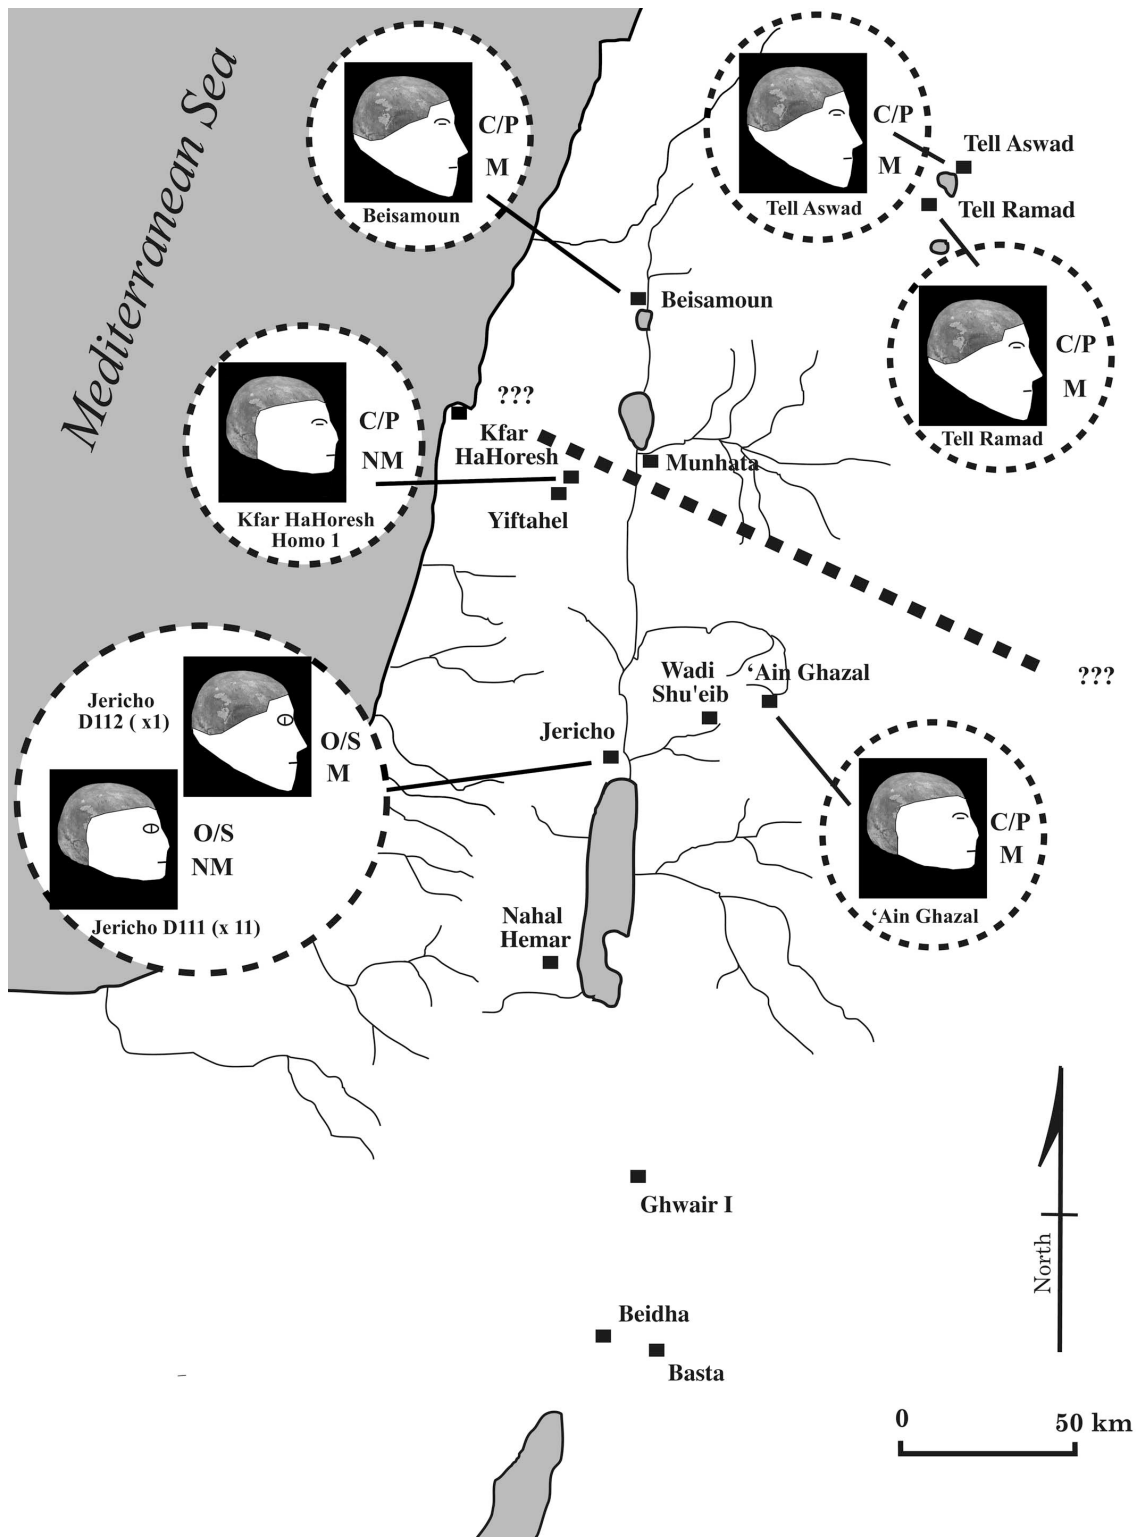 Mediterranean Sea
C/P
M
Beisamoun
C/P
M
Tell Aswad
Tell Aswad
Tell Ramad
Beisamoun
C/P
M
Tell Ramad
C/P
NM
Kfar HaHoresh
Homo 1
???
Kfar
HaHoresh
Munhata
Yiftahel
Wadi
Shu'eib
‘Ain Ghazal
???
Jericho
Jericho
D112 ( x1)
O/S
M
O/S
NM
Jericho D111 (x 11)
C/P
M
‘Ain Ghazal
Nahal
Hemar
Ghwair I
North
Beidha
Basta
0 50 km